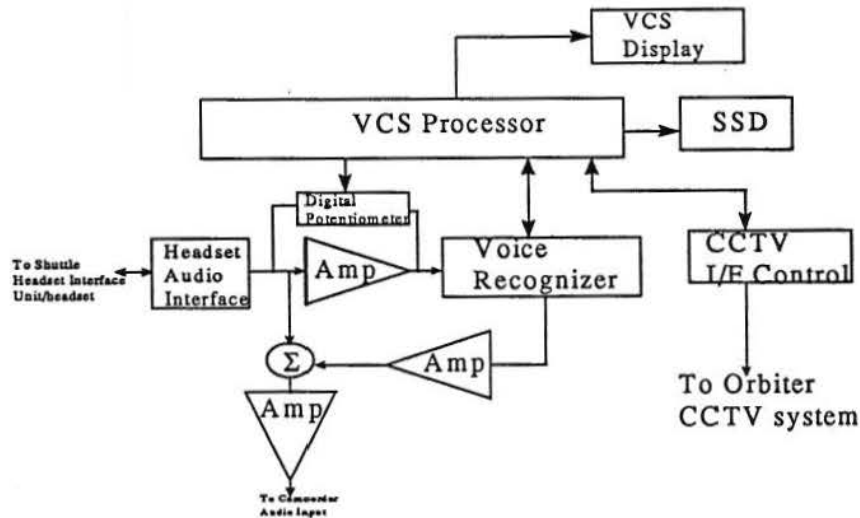 VCS
Display
VCS Processor
SSD
Digital
Potentiometer
To Shuttle
Headset Interface
Unit/headset
Headset
Audio
Interface
Amp
Voice
Recognizer
CCTV
I/F Control
Σ
Amp
Amp
To Orbiter
CCTV system
To Camcorder
Audio Input